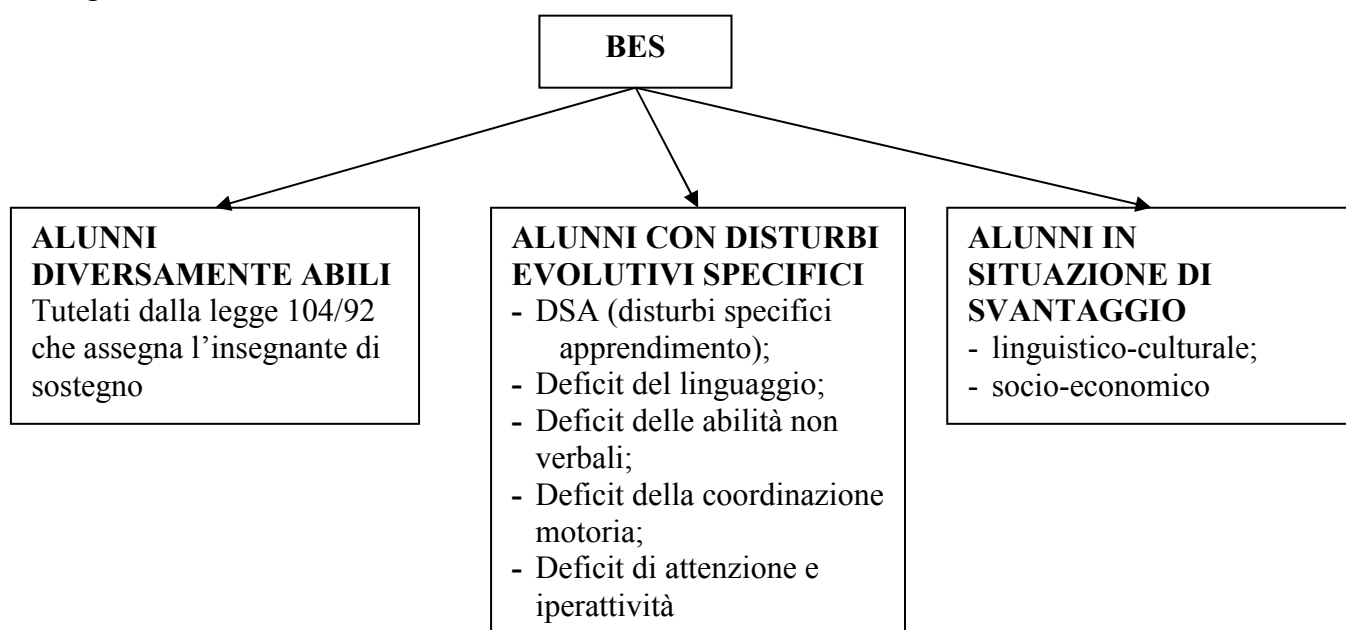 BES
ALUNNI
DIVERSAMENTE ABILI
Tutelati dalla legge 104/92
che assegna l’insegnante di
sostegno
ALUNNI CON DISTURBI
EVOLUTIVI SPECIFICI
- DSA (disturbi specifici
apprendimento);
- Deficit del linguaggio;
- Deficit delle abilità non
verbali;
- Deficit della coordinazione
motoria;
- Deficit di attenzione e
iperattività
ALUNNI IN
SITUAZIONE DI
SVANTAGGIO
- linguistico-culturale;
- socio-economico